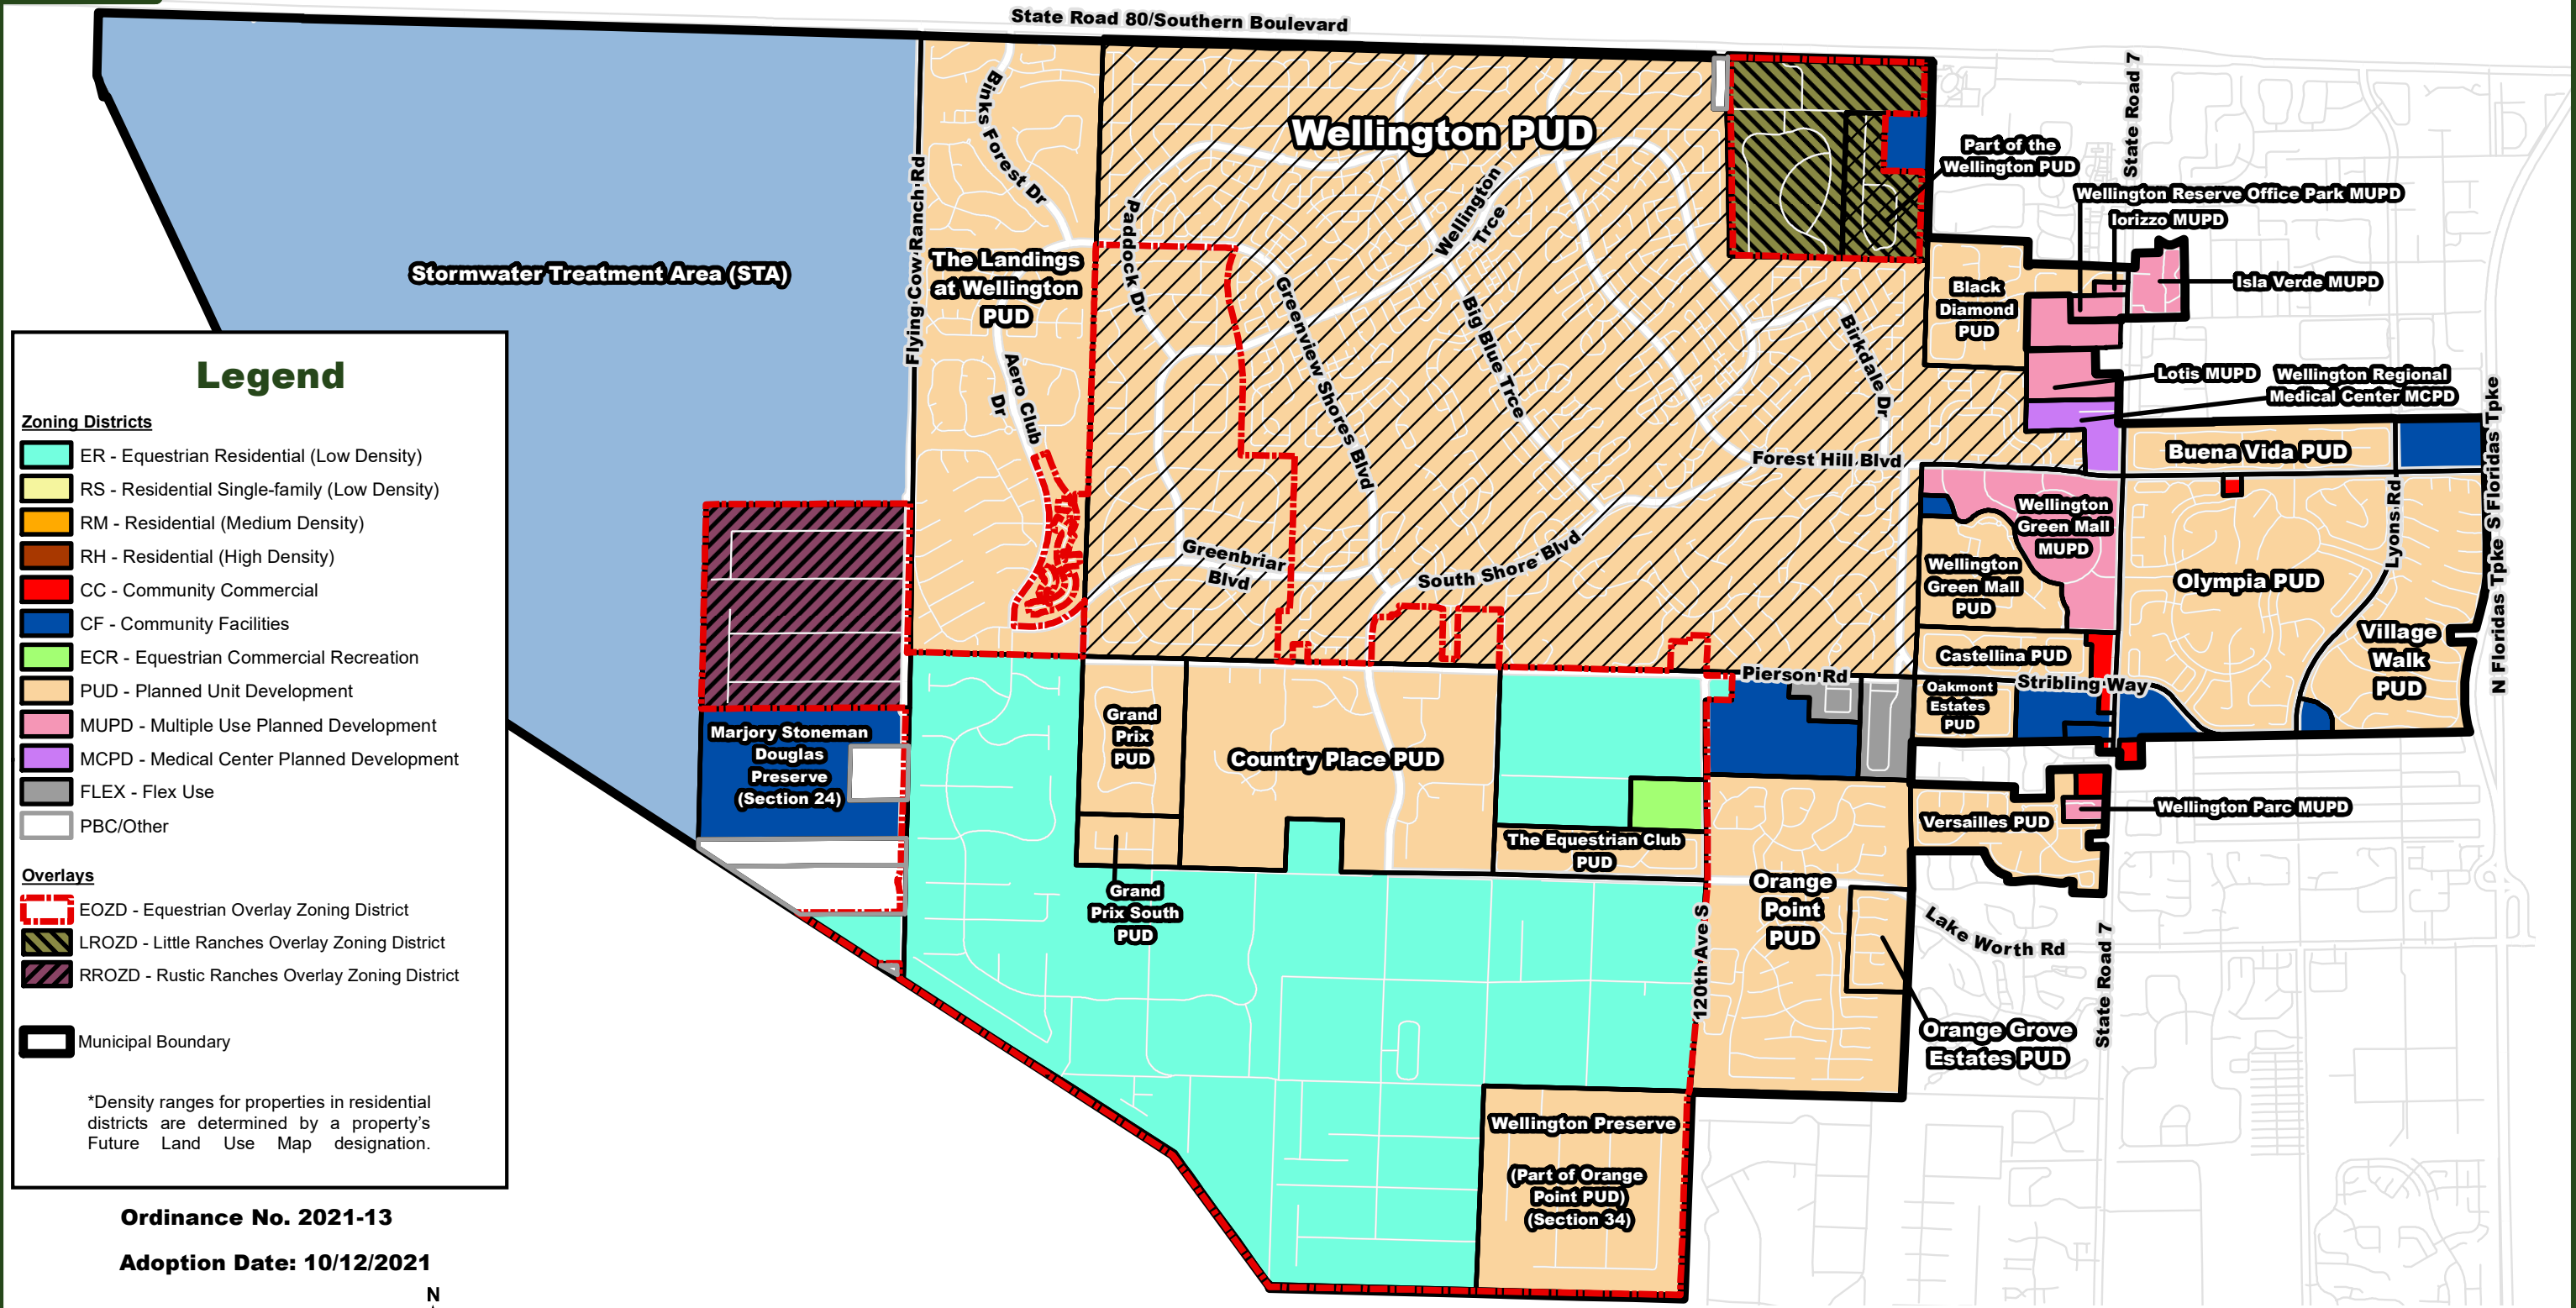 State Road 80/Southern Boulevard
Binks Forest Dr
Wellington PUD
State Road 7
Part of the
Wellington PUD
Wellington Reserve Office Park MUPD
Iorizzo MUPD
Isla Verde MUPD
Stormwater Treatment Area (STA)
Flying Cow Ranch Rd
The Landings
at Wellington
PUD
Paddock Dr
Wellington
Trce
Greenview Shores Blvd
Big Blue Trce
Birkdale Dr
Black
Diamond
PUD
Lotis MUPD
Wellington Regional
Medical Center MCPD
Aero Club
Dr
Forest Hill Blvd
Buena Vida PUD
N Floridas Tpke S Floridas Tpke
Lyons Rd
Wellington
Green Mall
MUPD
Wellington
Green Mall
PUD
Olympia PUD
Greenbriar
Blvd
South Shore Blvd
Village
Walk
PUD
Castellina PUD
Pierson Rd
Stribling Way
Oakmont
Estates
PUD
Grand
Prix
PUD
Country Place PUD
Marjory Stoneman
Douglas
Preserve
(Section 24)
The Equestrian Club
PUD
Versailles PUD
Wellington Parc MUPD
Grand
Prix South
PUD
Orange
Point
PUD
120th Ave S
Lake Worth Rd
State Road 7
Orange Grove
Estates PUD
Wellington Preserve
(Part of Orange
Point PUD)
(Section 34)
Legend
Zoning Districts
ER - Equestrian Residential (Low Density)
RS - Residential Single-family (Low Density)
RM - Residential (Medium Density)
RH - Residential (High Density)
CC - Community Commercial
CF - Community Facilities
ECR - Equestrian Commercial Recreation
PUD - Planned Unit Development
MUPD - Multiple Use Planned Development
MCPD - Medical Center Planned Development
FLEX - Flex Use
PBC/Other
Overlays
EOZD - Equestrian Overlay Zoning District
LROZD - Little Ranches Overlay Zoning District
RROZD - Rustic Ranches Overlay Zoning District
Municipal Boundary
*Density ranges for properties in residential
districts are determined by a property's
Future Land Use Map designation.
Ordinance No. 2021-13
Adoption Date: 10/12/2021
N